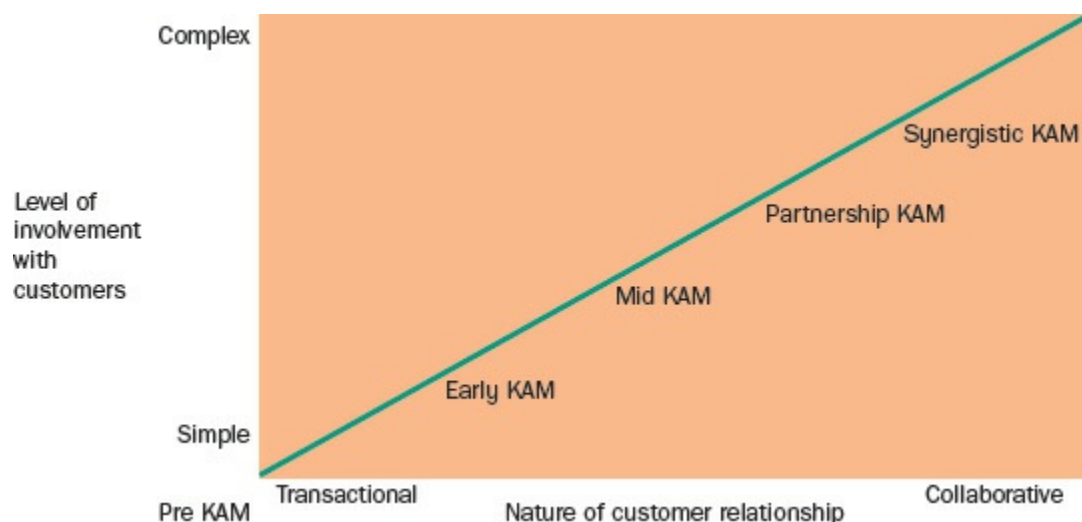 Complex
Synergistic KAM
Level of
involvement
with
customers
Partnership KAM
Mid KAM
Early KAM
Simple
Transactional
Collaborative
Pre KAM
Nature of customer relationship